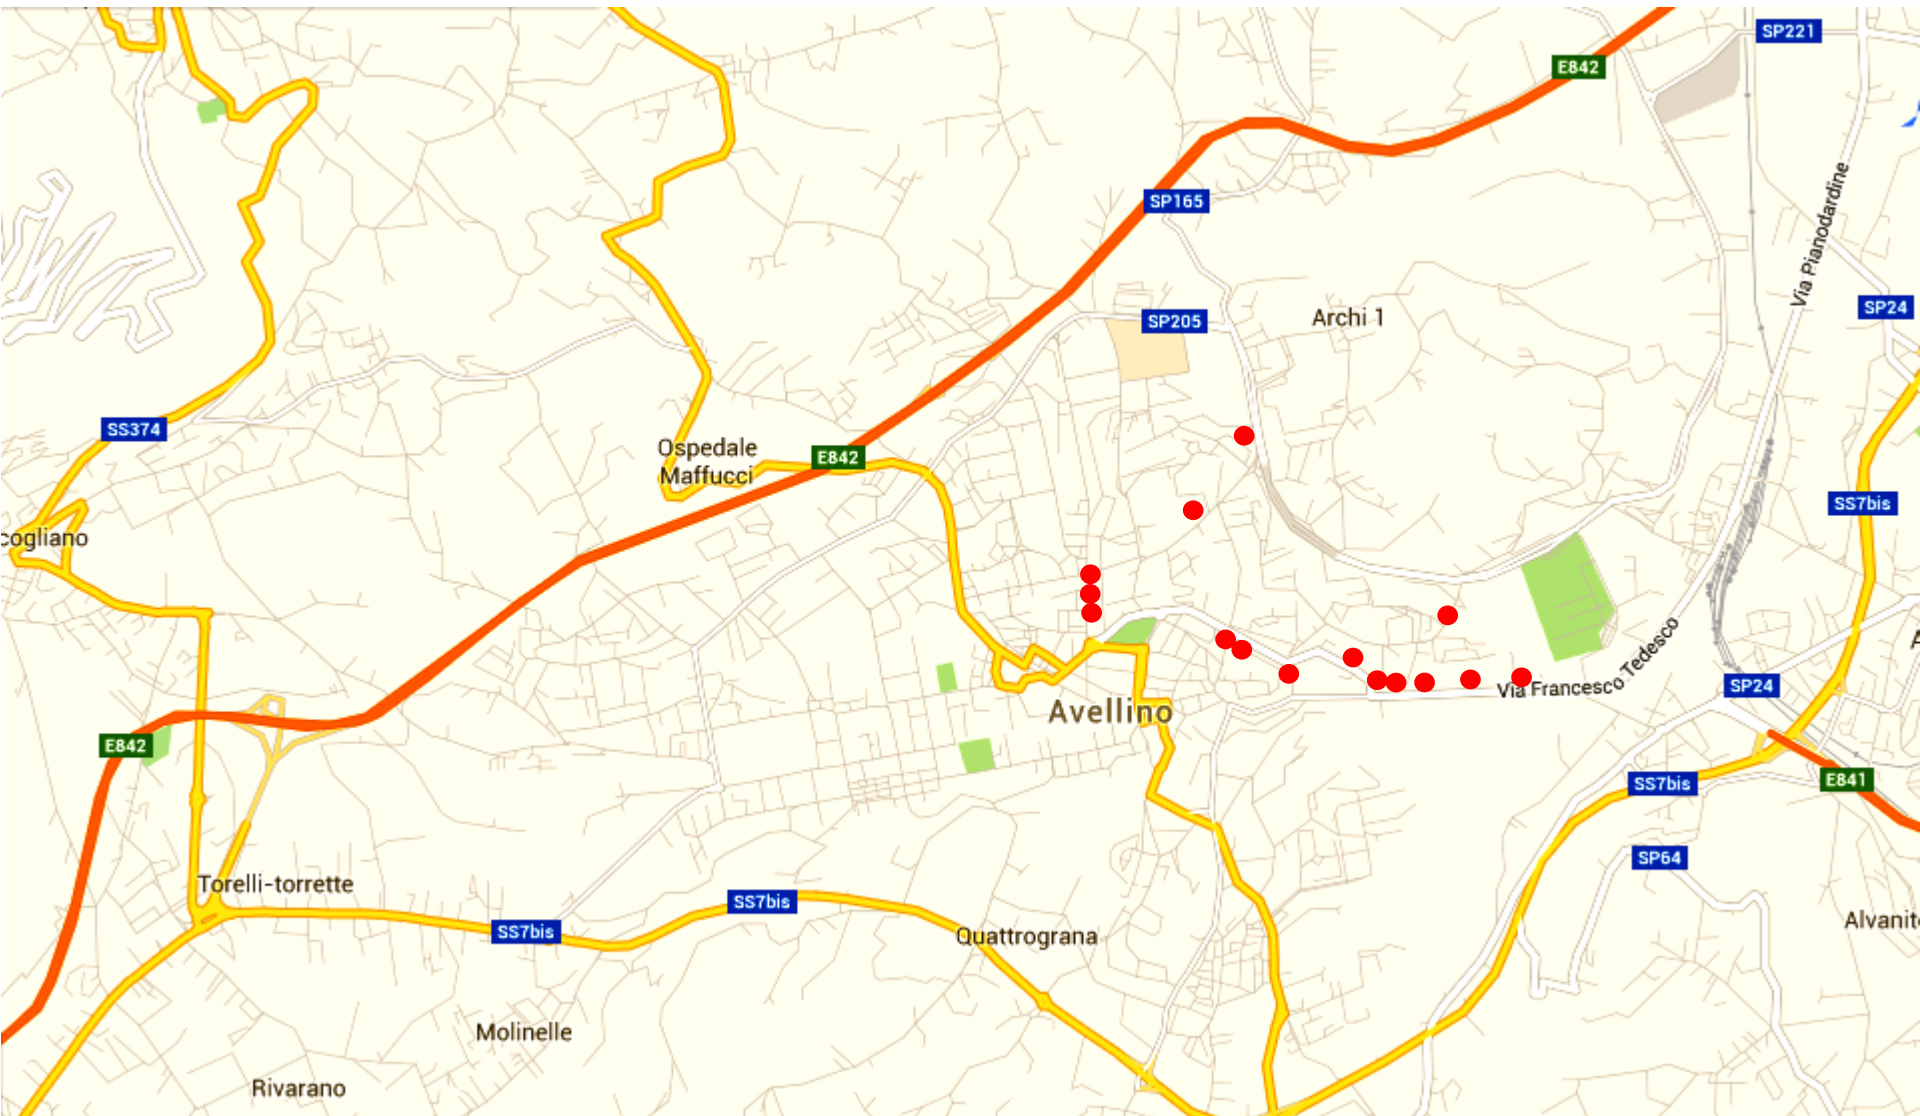 SP221
E842
Via Pianodardine
SP165
SP24
SP205
Archi 1
SS374
Ospedale
Maffucci
E842
SS7bis
cogliano
Via Francesco Tedesco
SP24
Avellino
E842
SS7bis
E841
SP64
Torelli-torrette
SS7bis
SS7bis
Quattrograna
Alvanit
Molinelle
Rivarano